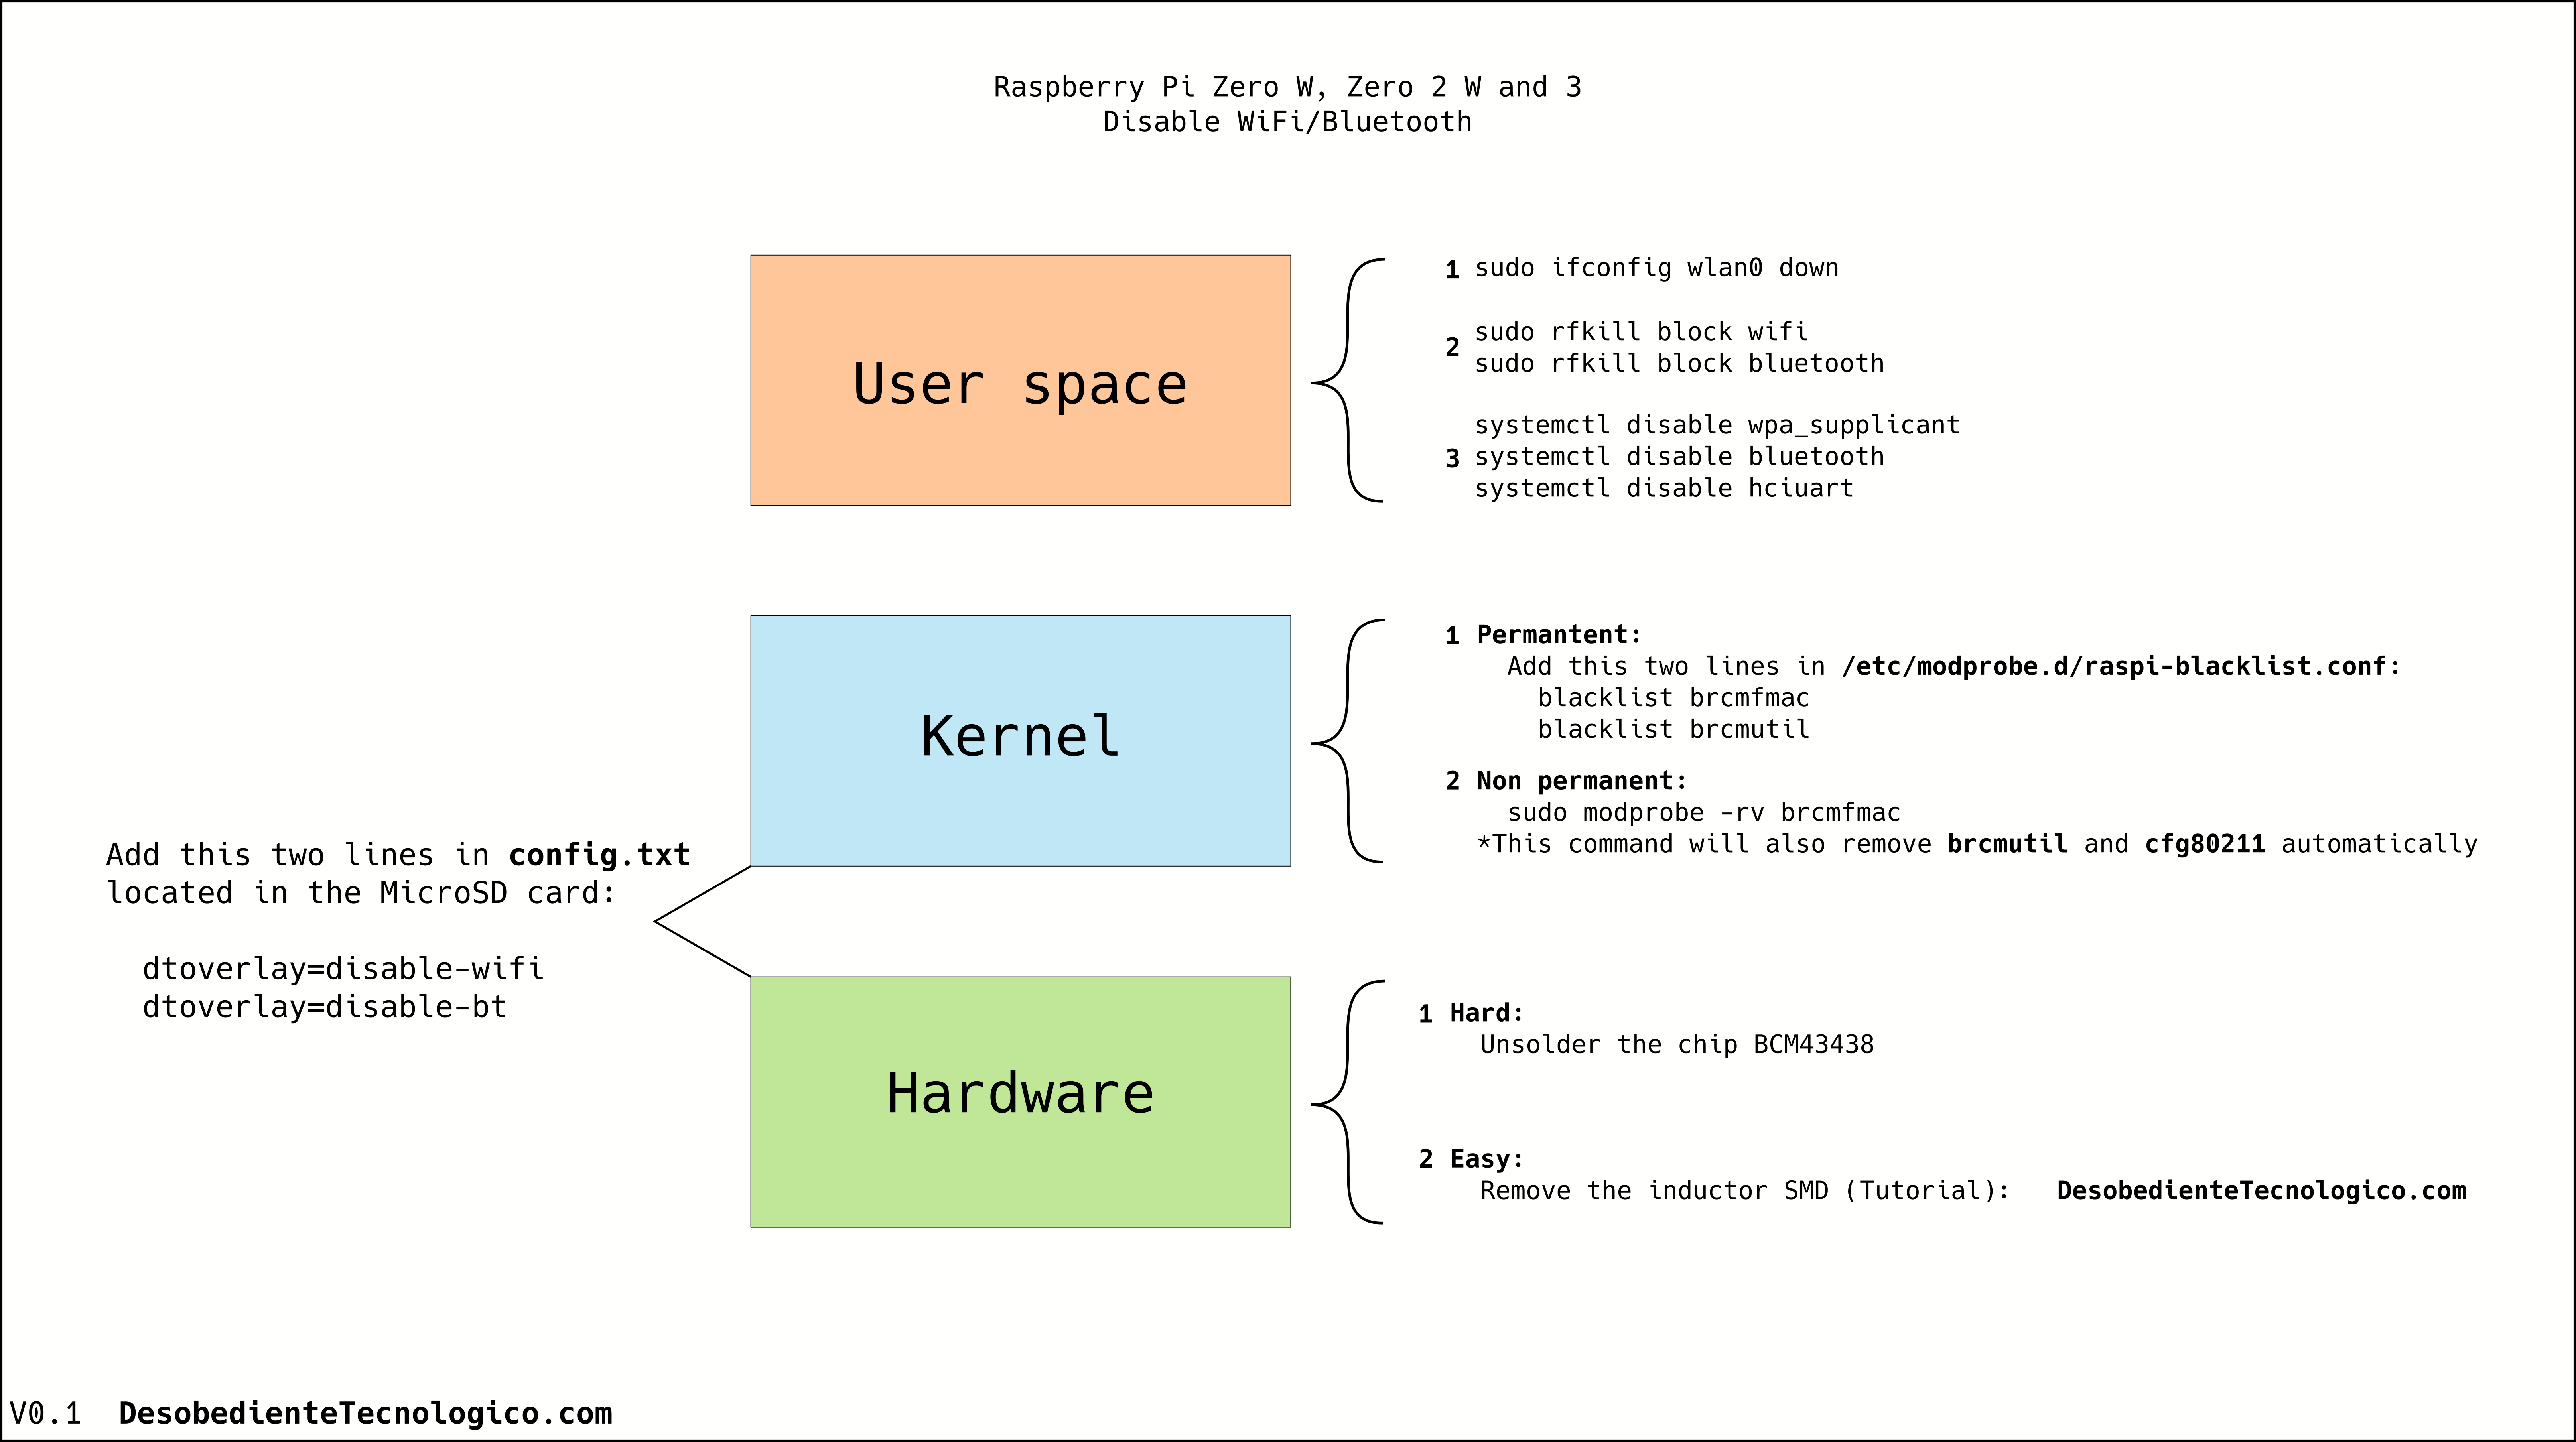 Raspberry Pi Zero W, Zero 2 W and 3
Disable WiFi/Bluetooth
User space
1 sudo ifconfig wlan0 down
2 sudo rfkill block wifi
sudo rfkill block bluetooth
systemctl disable wpa_supplicant
3 systemctl disable bluetooth
systemctl disable hciuart
Kernel
1 Permantent:
Add this two lines in /etc/modprobe.d/raspi-blacklist.conf:
blacklist brcmfmac
blacklist brcmutil
2 Non permanent:
sudo modprobe -rv brcmfmac
*This command will also remove brcmutil and cfg80211 automatically
Add this two lines in config.txt
located in the MicroSD card:
dtoverlay=disable-wifi
dtoverlay=disable-bt
Hardware
1 Hard:
Unsolder the chip BCM43438
2 Easy:
Remove the inductor SMD (Tutorial): DesobedienteTecnologico.com
V0.1 DesobedienteTecnologico.com